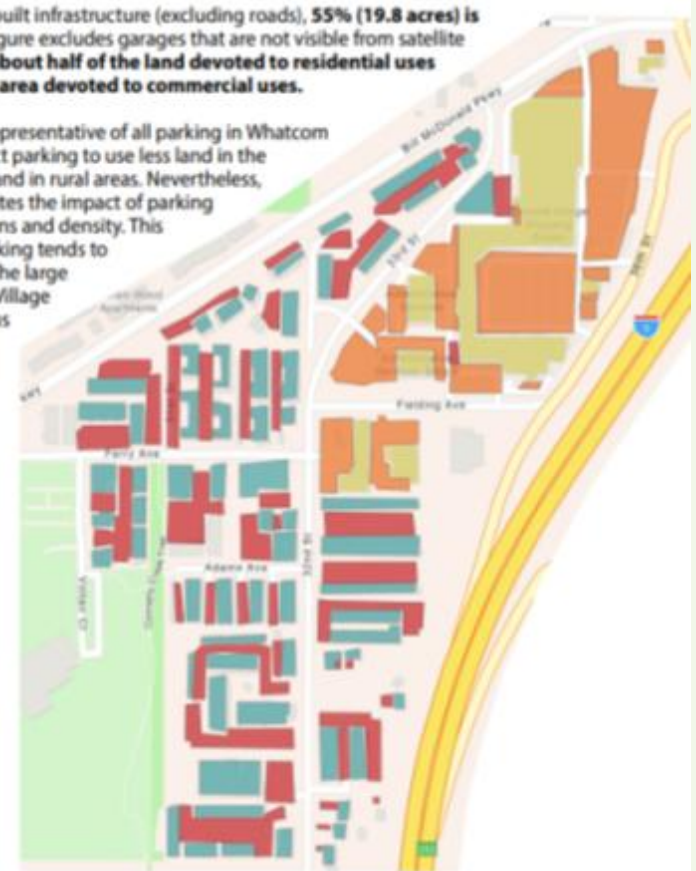 built infrastructure (excluding roads), 55% (19.8 acres) is
gure excludes garages that are not visible from satellite
bout half of the land devoted to residential uses
area devoted to commercial uses.
presentative of all parking in Whatcom
t parking to use less land in the
nd in rural areas. Nevertheless,
tes the impact of parking
ns and density. This
king tends to
he large
Village
s
Bill McDonald Pkwy
33rd St
36th St
Fielding Ave
Ferry Ave
32nd St
Adams Ave